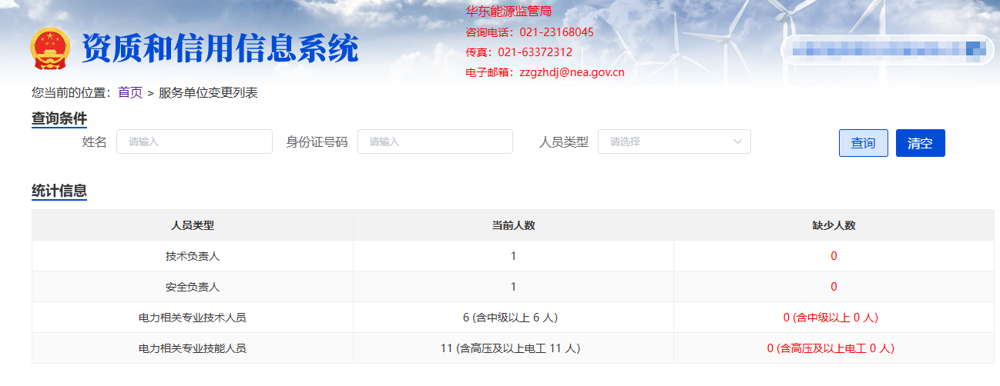 华东能源监管局
咨询电话：021-23168045
传真：021-63372312
电子邮箱：zzgzhdj@nea.gov.cn
资质和信用信息系统
您当前的位置：首页 > 服务单位变更列表
查询条件
姓名 请输入 身份证号码 请输入 人员类型 请选择 查询 清空
统计信息
人员类型 当前人数 缺少人数
技术负责人 1 0
安全负责人 1 0
电力相关专业技术人员 6 (含中级以上 6 人) 0 (含中级以上 0 人)
电力相关专业技能人员 11 (含高压及以上电工 11 人) 0 (含高压及以上电工 0 人)